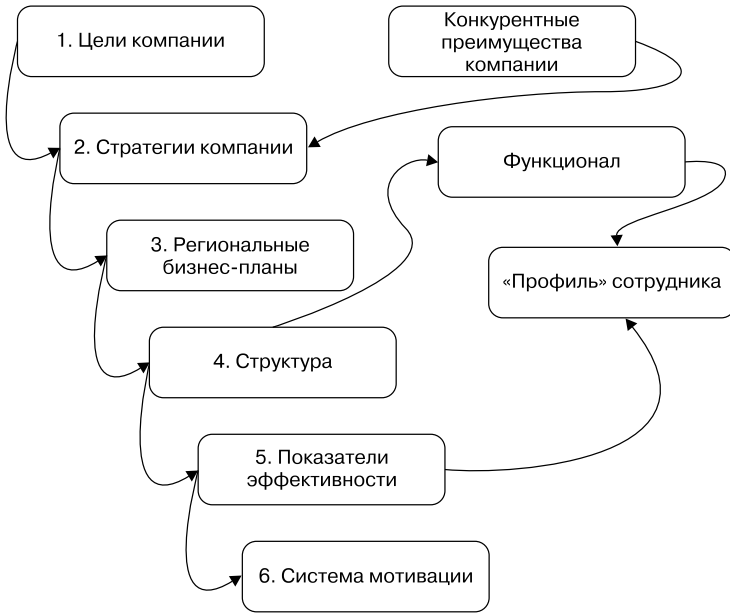 1. Цели компании
Конкурентные
преимущества
компании
2. Стратегии компании
Функционал
3. Региональные
бизнес-планы
«Профиль» сотрудника
4. Структура
5. Показатели
эффективности
6. Система мотивации